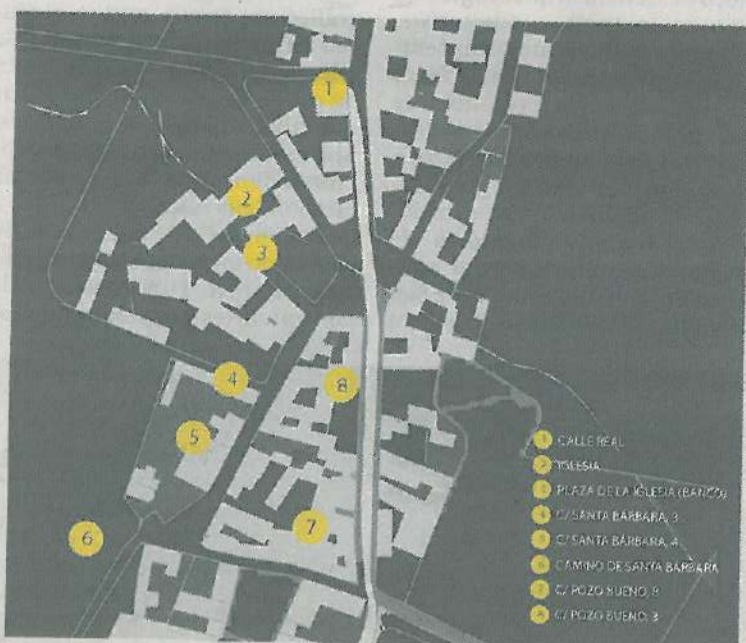 1
2
3
4
8
5
6
7
1 CALLE REAL
2 IGLESIA
3 PLAZA DE LA IGLESIA (BANCO)
4 C/ SANTA BÁRBARA, 3
5 C/ SANTA BÁRBARA, 4
6 CAMINO DE SANTA BÁRBARA
7 C/ POZO BUENO, 9
8 C/ POZO BUENO, 3